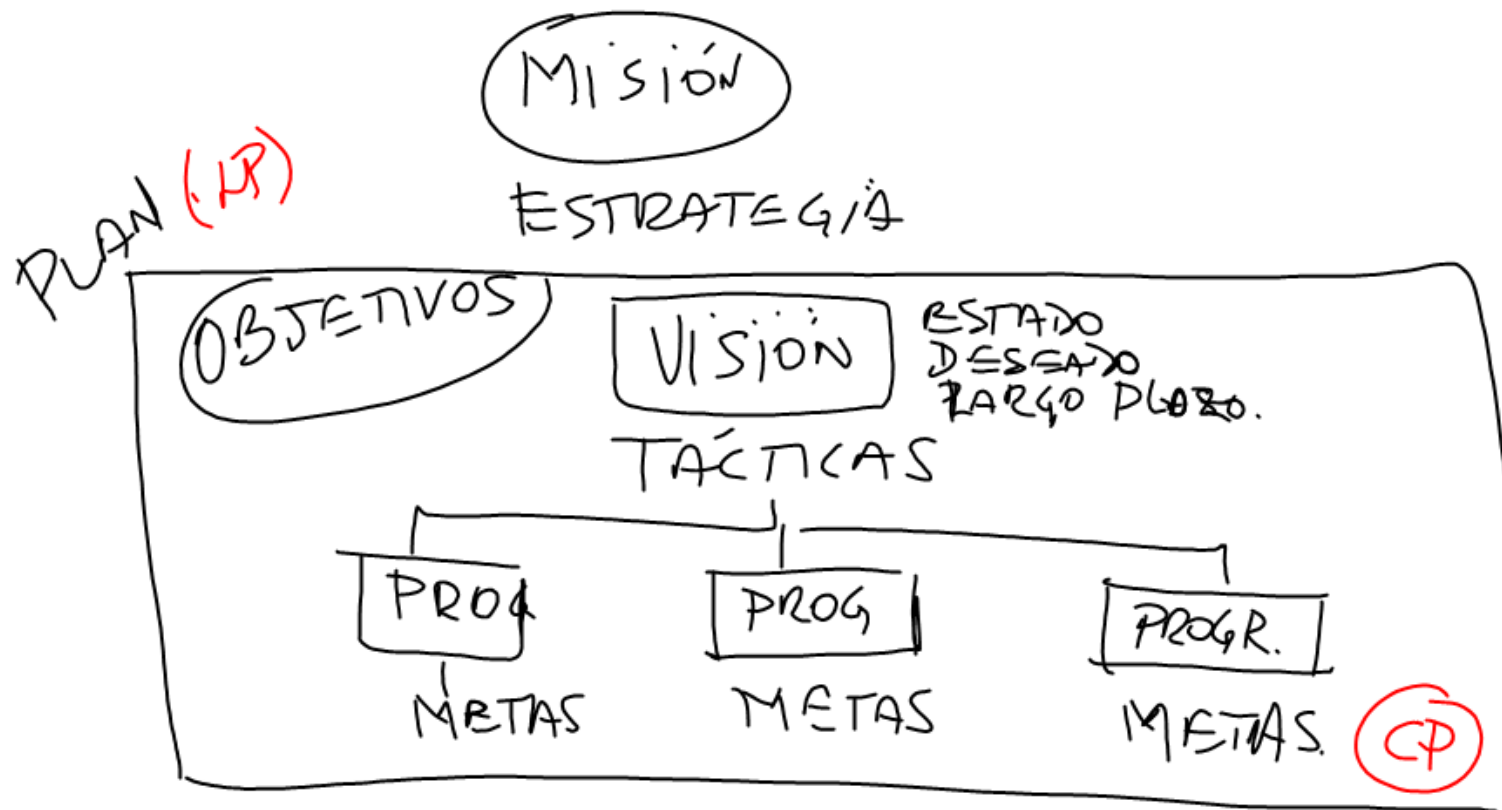 MISIÓN
PLAN (LP)
ESTRATEGIA
OBJETIVOS
VISIÓN
ESTADO
DESEADO
LARGO PLAZO.
TÁCTICAS
PROG
PROG
PROGR.
METAS
METAS
METAS.
CP